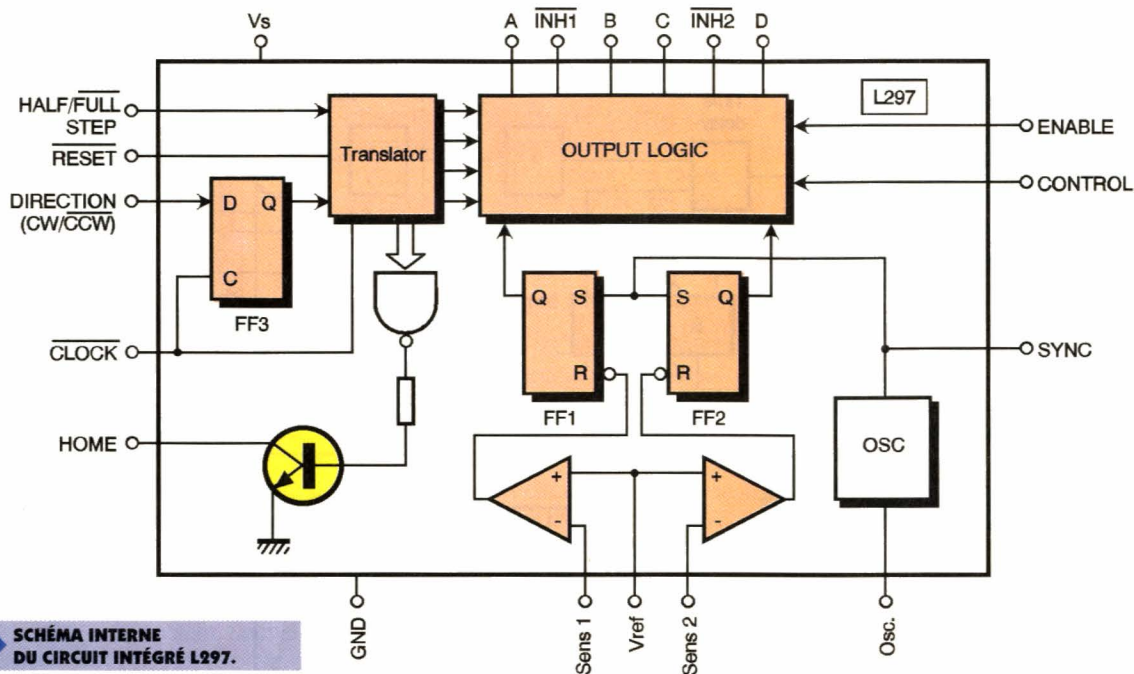 Vs
A
INH1
B
C
INH2
D
L297
HALF/FULL
STEP
RESET
DIRECTION
(CW/CCW)
CLOCK
HOME
Translator
OUTPUT LOGIC
ENABLE
CONTROL
D Q
C
FF3
Q S
R
FF1
S Q
R
FF2
SYNC
OSC
+
-
+
-
GND
Sens 1
Vref
Sens 2
Osc.
SCHÉMA INTERNE
DU CIRCUIT INTÉGRÉ L297.